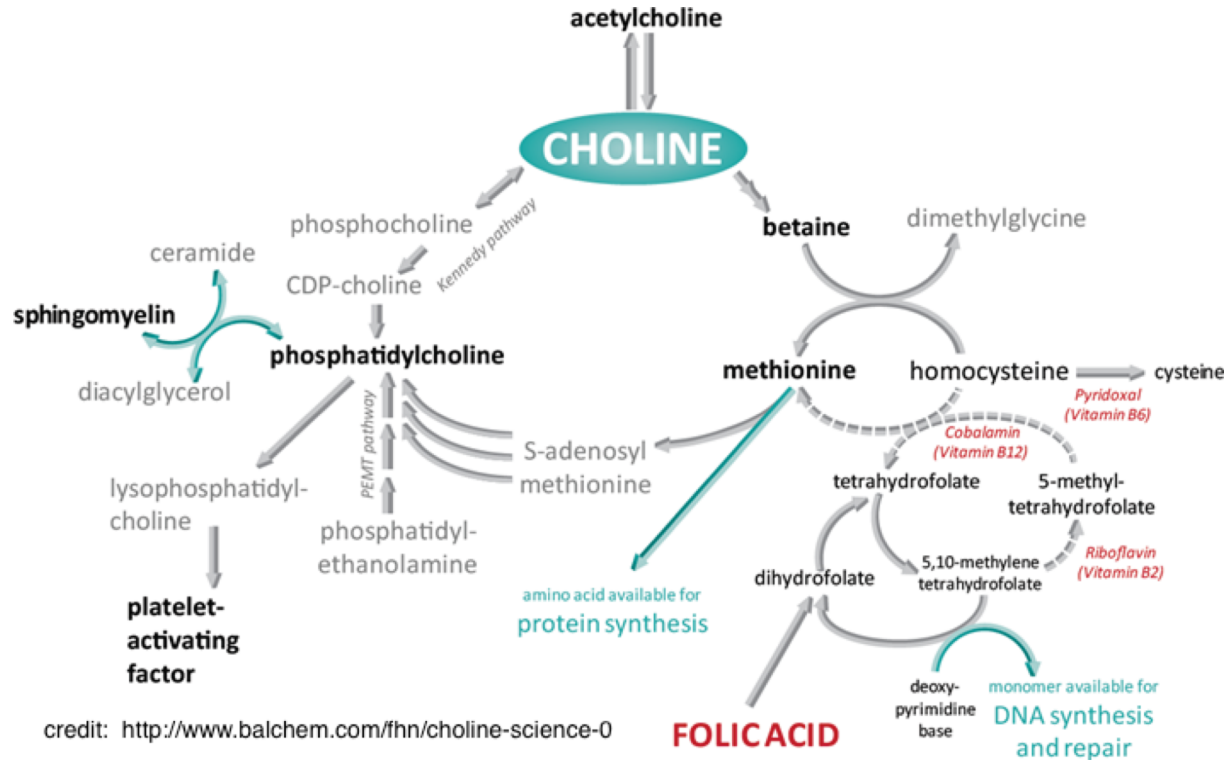 acetylcholine
CHOLINE
phosphocholine
Kennedy pathway
betaine
dimethylglycine
ceramide
CDP-choline
sphingomyelin
phosphatidylcholine
diacylglycerol
methionine
homocysteine
cysteine
Pyridoxal
(Vitamin B6)
PEMT pathway
Cobalamin
(Vitamin B12)
S-adenosyl
methionine
tetrahydrofolate
5-methyl-
tetrahydrofolate
lysophosphatidyl-
choline
phosphatidyl-
ethanolamine
Riboflavin
(Vitamin B2)
dihydrofolate
5,10-methylene
tetrahydrofolate
amino acid available for
protein synthesis
platelet-
activating
factor
deoxy-
pyrimidine
base
monomer available for
DNA synthesis
and repair
credit: http://www.balchem.com/fhn/choline-science-0
FOLIC ACID